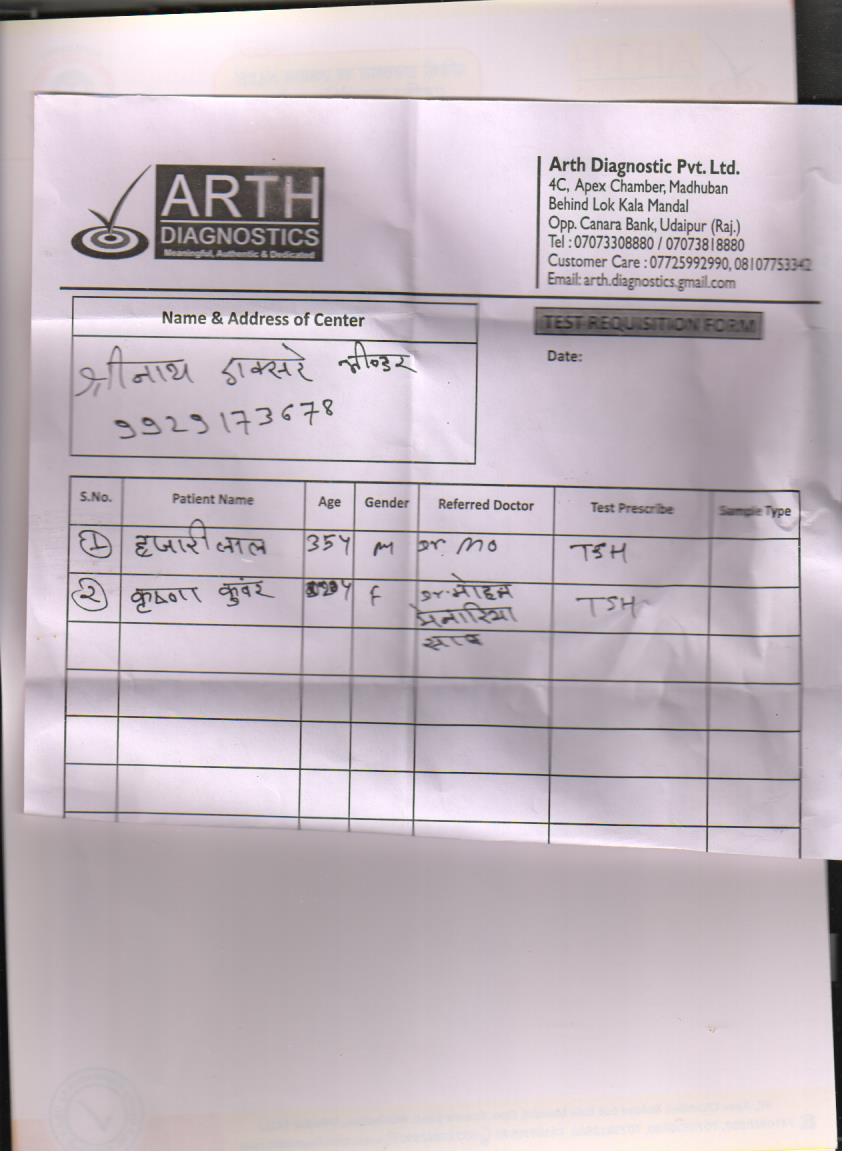 ARTH
DIAGNOSTICS
Meaningful, Authentic & Dedicated
Arth Diagnostic Pvt. Ltd.
4C, Apex Chamber, Madhuban
Behind Lok Kala Mandal
Opp. Canara Bank, Udaipur (Raj.)
Tel : 07073308880 / 07073818880
Customer Care : 07725992990, 08107753342
Email: arth.diagnostics.gmail.com
Name & Address of Center
TEST REQUISITION FORM
Date:
श्रीनाथ डाक्सरे भीण्डर
9929173678
S.No. Patient Name Age Gender Referred Doctor Test Prescribe Sample Type
1 हजारीलाल 35Y M Dr. MO TSH
2 कृष्णा कुंवर F Dr. मोहन TSH
मेनारिया
साब